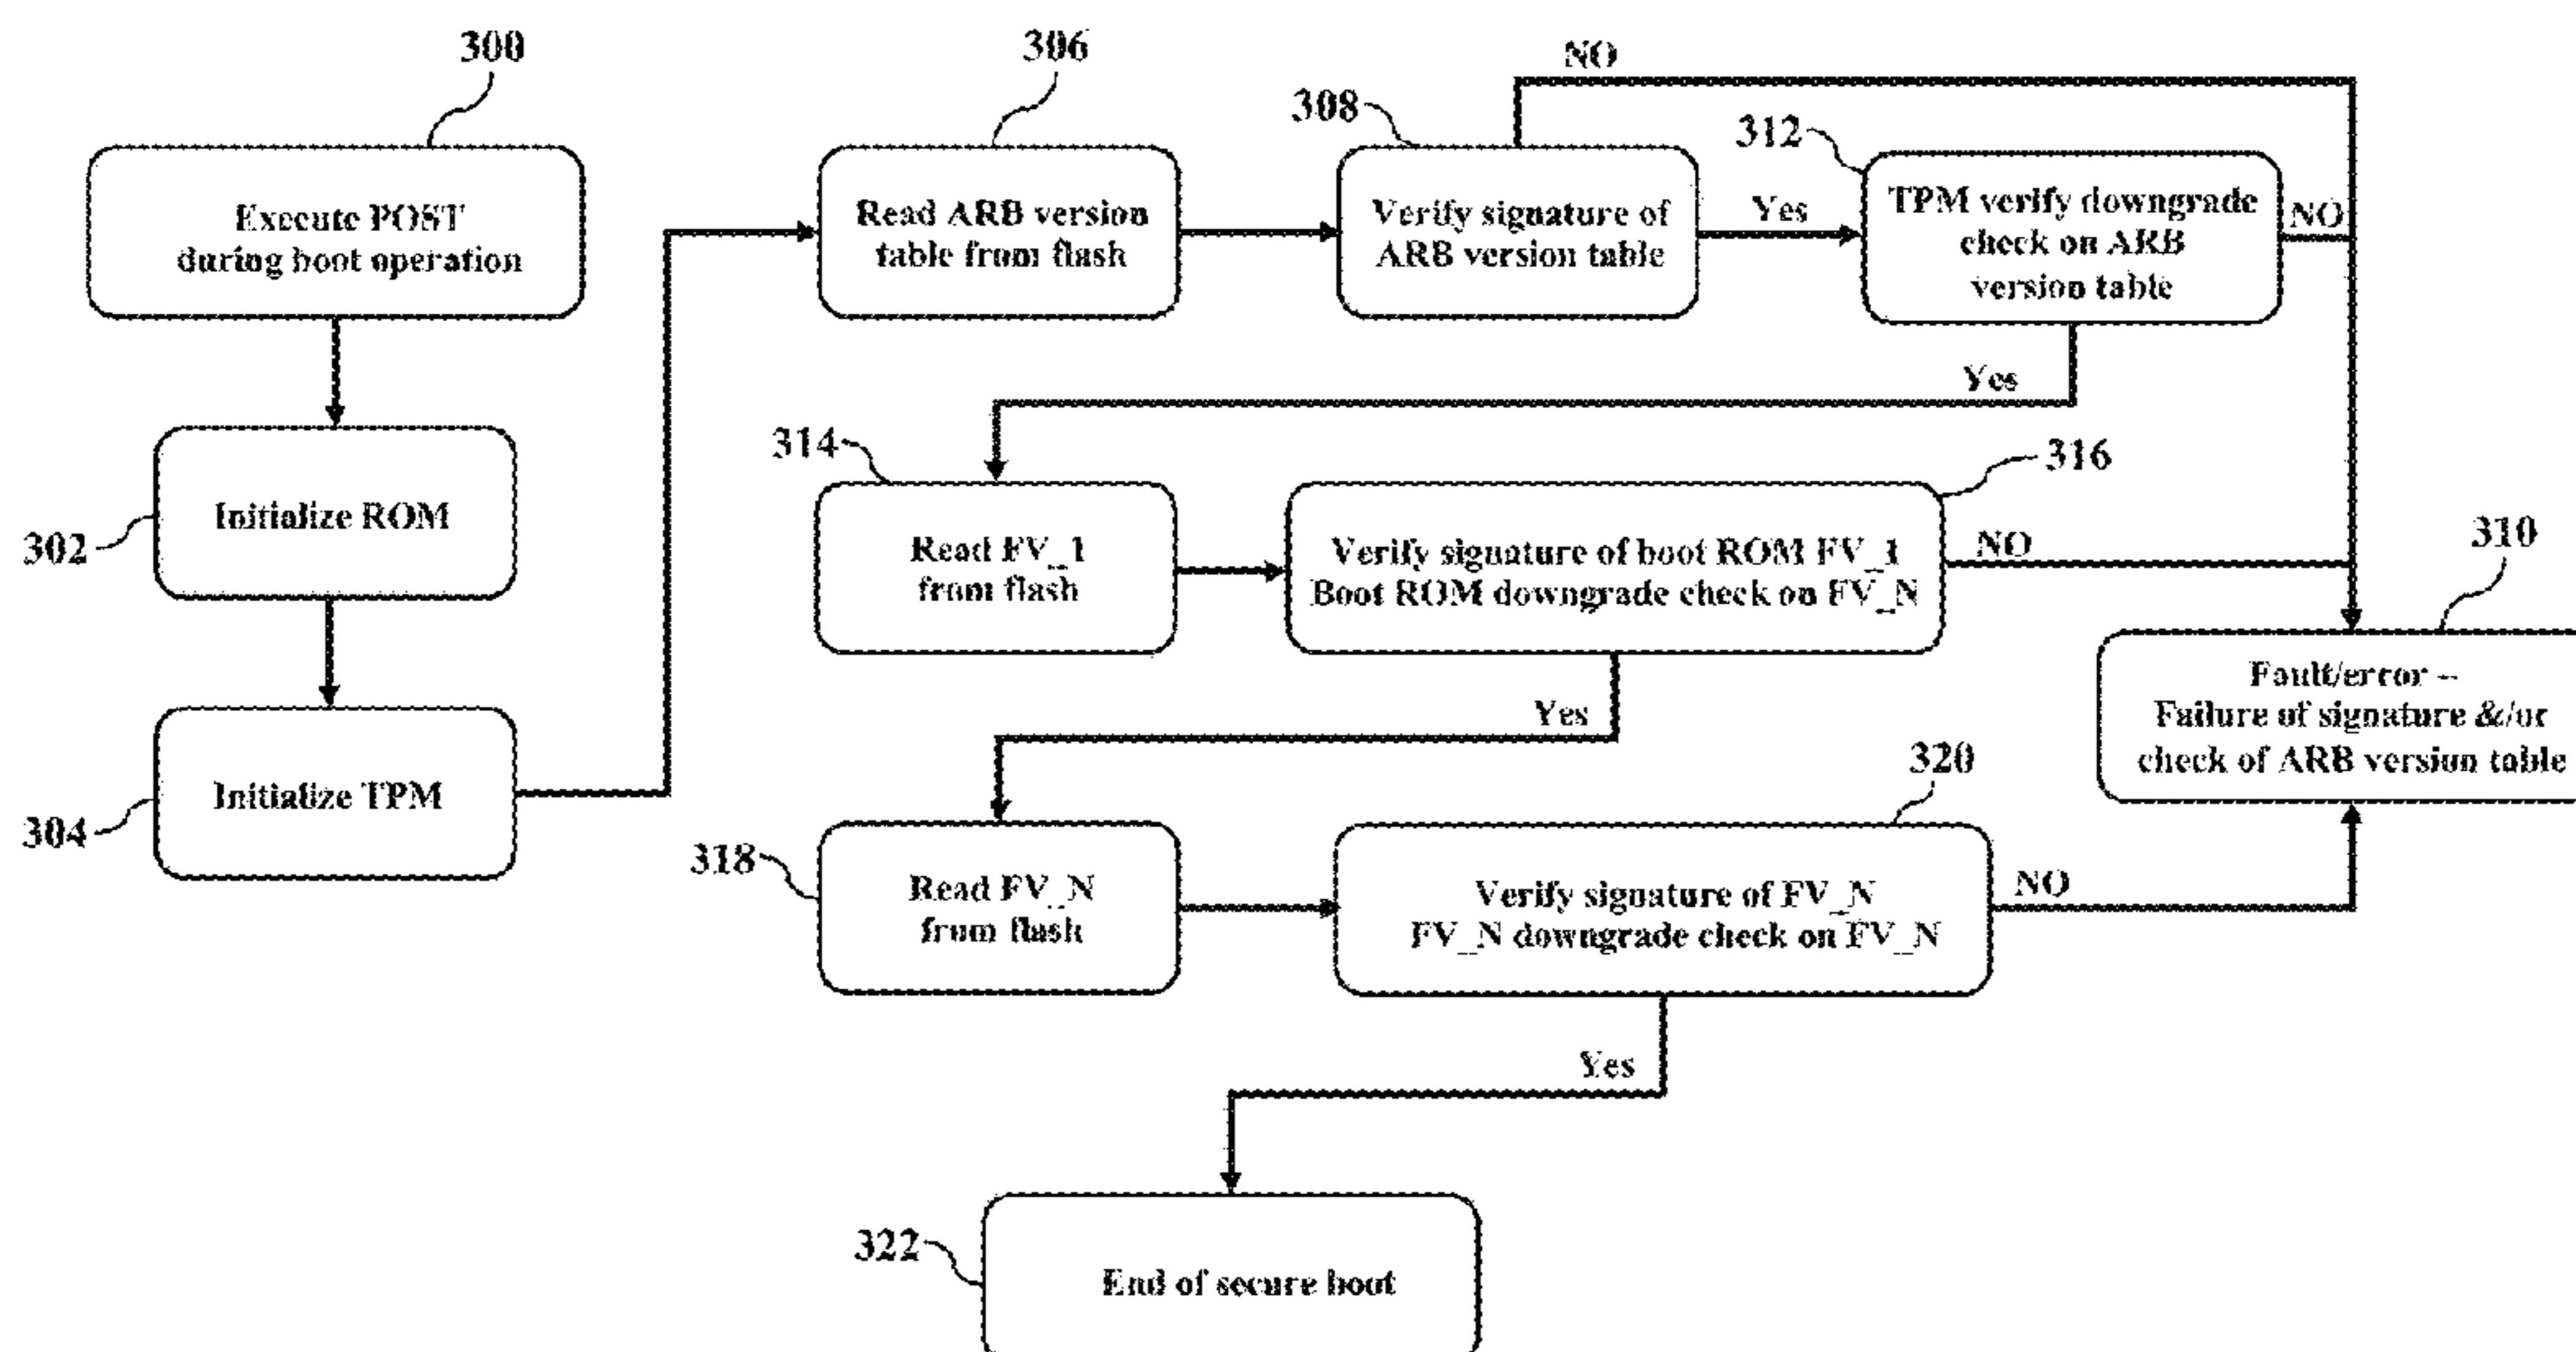 300
Execute POST
during boot operation
302
Initialize ROM
304
Initialize TPM
306
Read ARB version
table from flash
308
Verify signature of
ARB version table
NO
Yes
312
TPM verify downgrade
check on ARB
version table
NO
Yes
314
Read FV_1
from flash
316
Verify signature of boot ROM FV_1
Boot ROM downgrade check on FV_N
NO
Yes
310
Fault/error --
Failure of signature &/or
check of ARB version table
318
Read FV_N
from flash
320
Verify signature of FV_N
FV_N downgrade check on FV_N
NO
Yes
322
End of secure boot